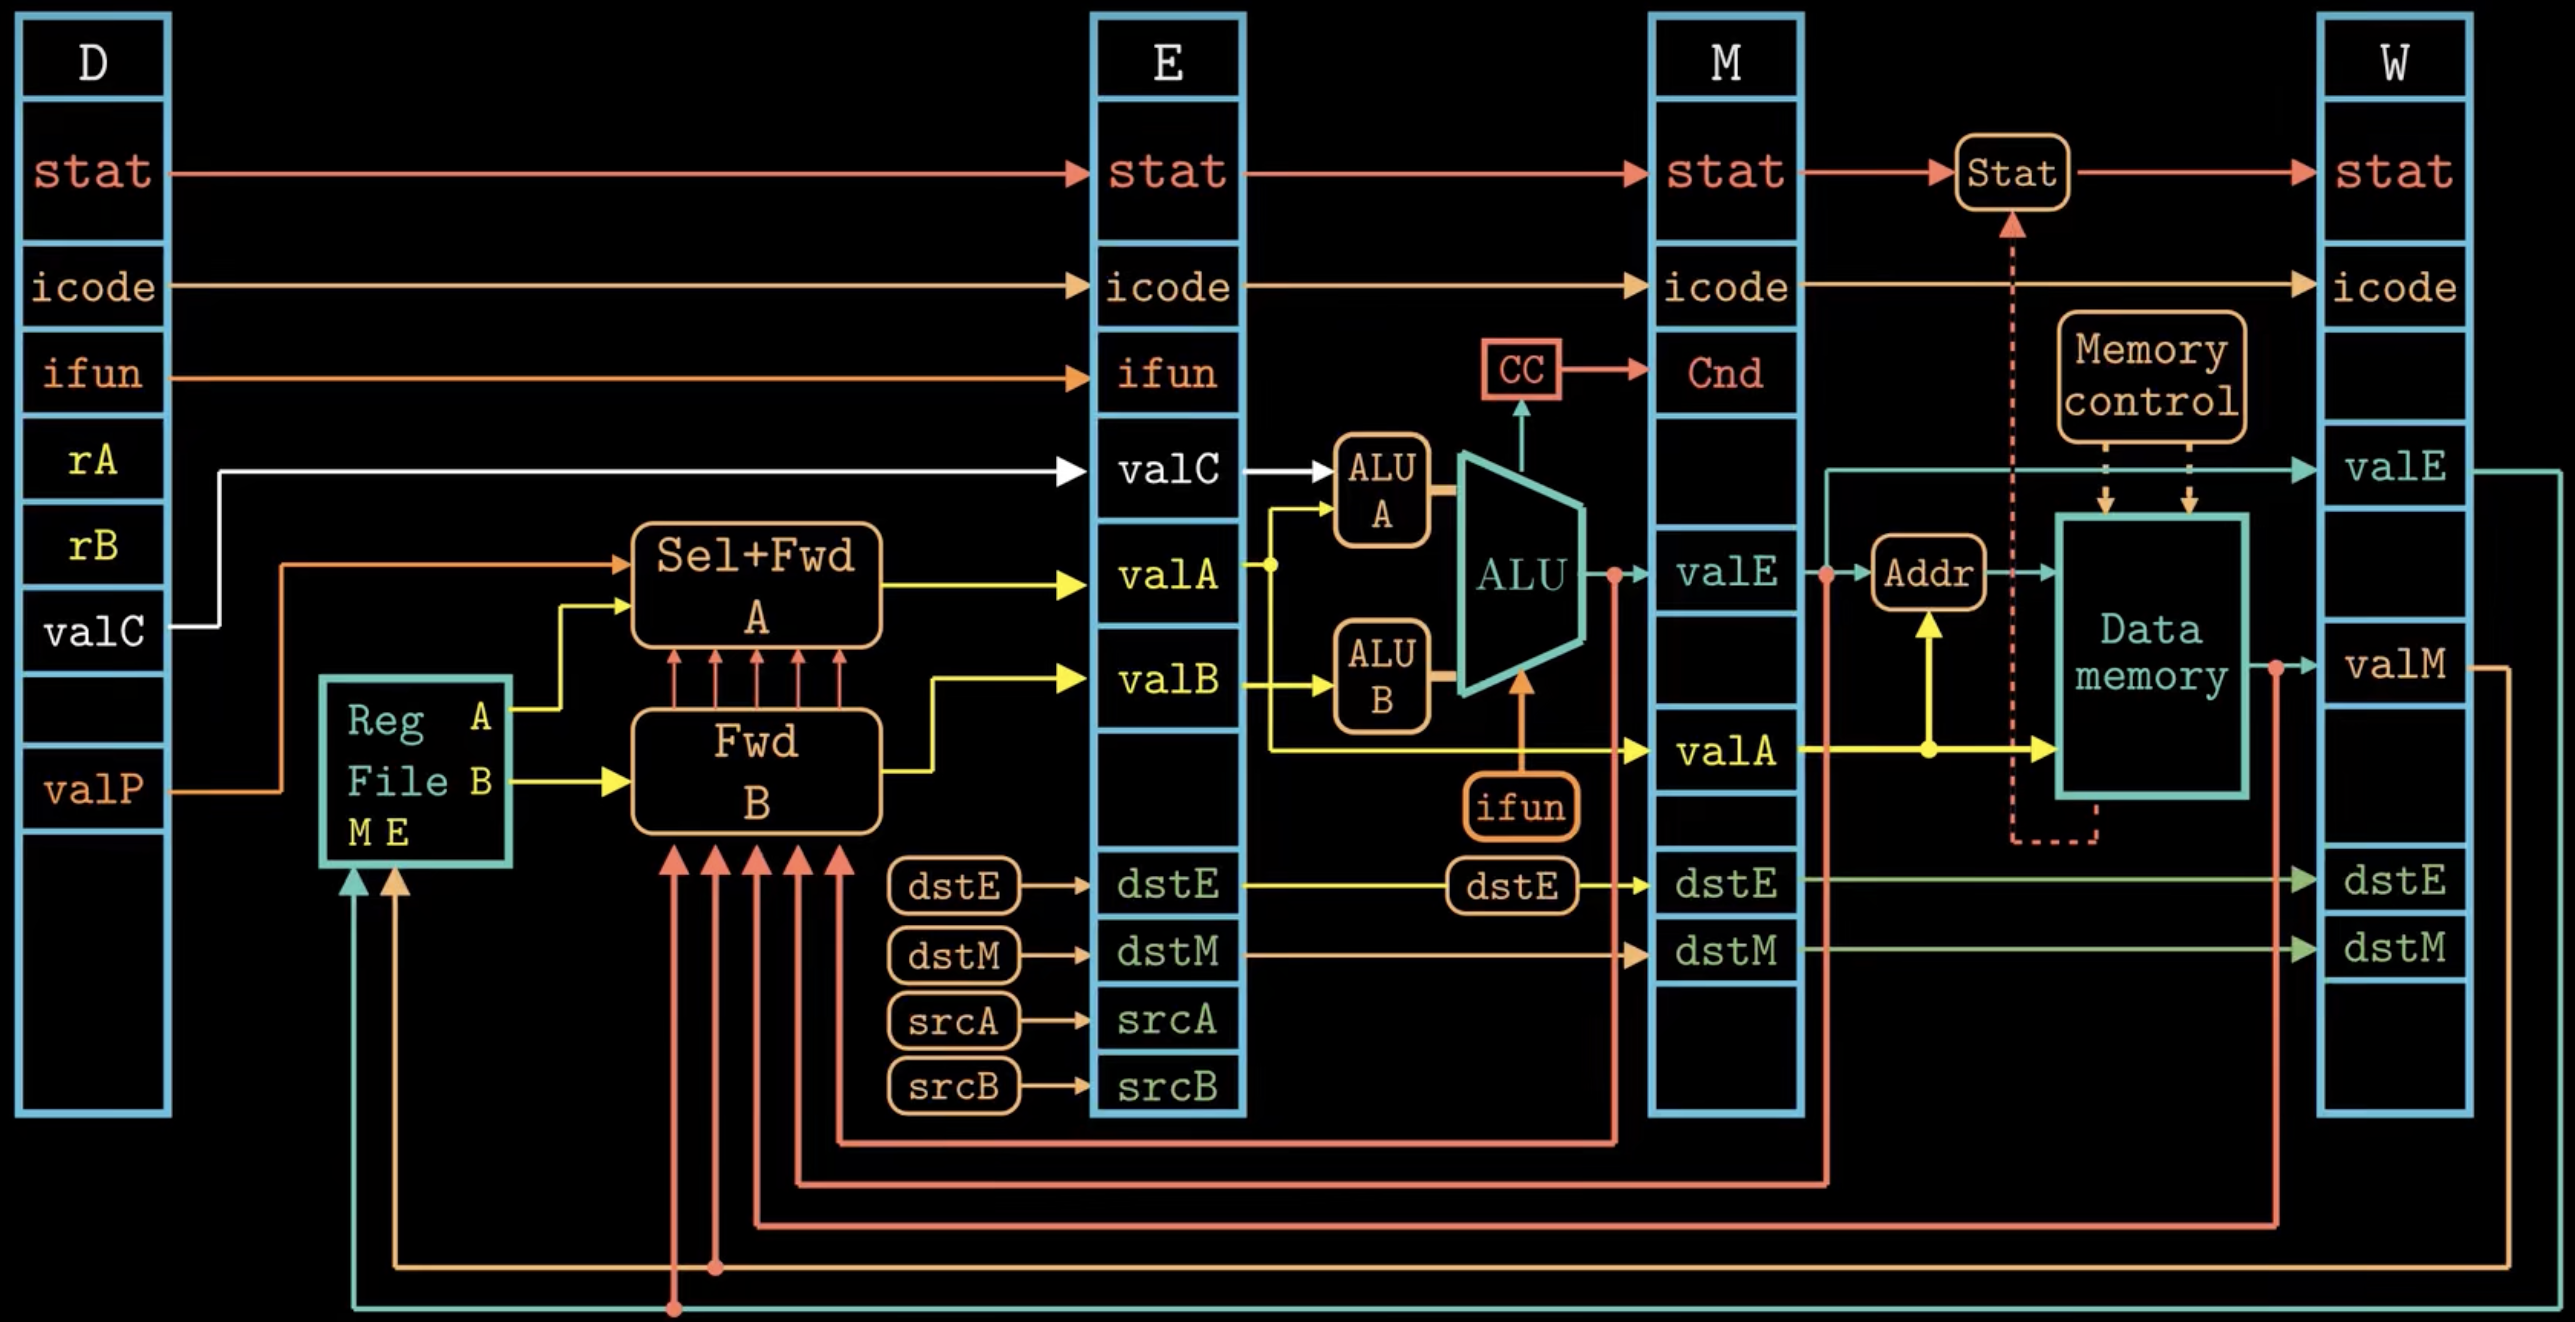 D
stat
icode
ifun
rA
rB
valC
valP
Reg A
File B
M E
Sel+Fwd
A
Fwd
B
dstE
dstM
srcA
srcB
E
stat
icode
ifun
valC
valA
valB
dstE
dstM
srcA
srcB
CC
ALU
A
ALU
B
ALU
ifun
dstE
M
stat
icode
Cnd
valE
valA
dstE
dstM
Stat
Memory
control
Addr
Data
memory
W
stat
icode
valE
valM
dstE
dstM